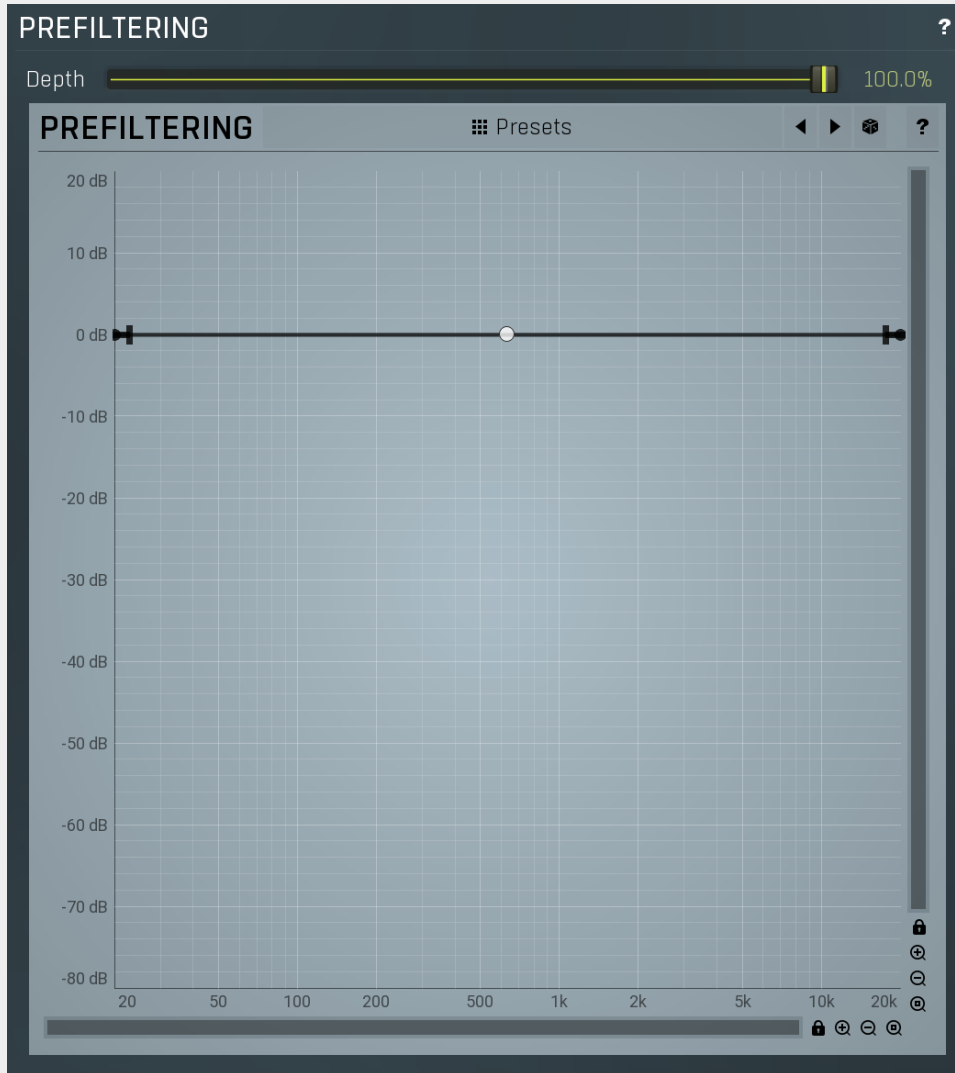 PREFILTERING ?
Depth 100.0%
PREFILTERING Presets ?
20 dB
10 dB
0 dB
-10 dB
-20 dB
-30 dB
-40 dB
-50 dB
-60 dB
-70 dB
-80 dB
20 50 100 200 500 1k 2k 5k 10k 20k